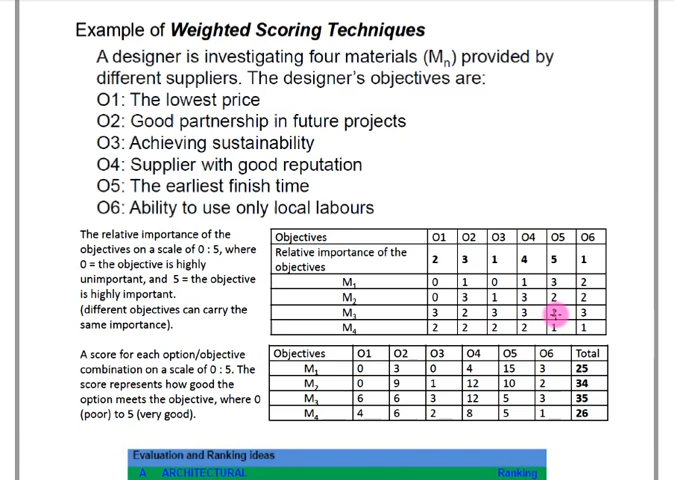 Example of Weighted Scoring Techniques
A designer is investigating four materials (Mn) provided by
different suppliers. The designer's objectives are:
O1: The lowest price
O2: Good partnership in future projects
O3: Achieving sustainability
O4: Supplier with good reputation
O5: The earliest finish time
O6: Ability to use only local labours
The relative importance of the
objectives on a scale of 0 : 5, where
0 = the objective is highly
unimportant, and 5 = the objective
is highly important.
(different objectives can carry the
same importance).
Objectives O1 O2 O3 O4 O5 O6
Relative importance of the
objectives 2 3 1 4 5 1
M1 0 1 0 1 3 2
M2 0 3 1 3 2 2
M3 3 2 3 3 3
M4 2 2 2 2 1 1
A score for each option/objective
combination on a scale of 0 : 5. The
score represents how good the
option meets the objective, where 0
(poor) to 5 (very good).
Objectives O1 O2 O3 O4 O5 O6 Total
M1 0 3 0 4 15 3 25
M2 0 9 1 12 10 2 34
M3 6 6 3 12 5 3 35
M4 4 6 2 8 5 1 26
Evaluation and Ranking ideas
A ARCHITECTURAL Ranking